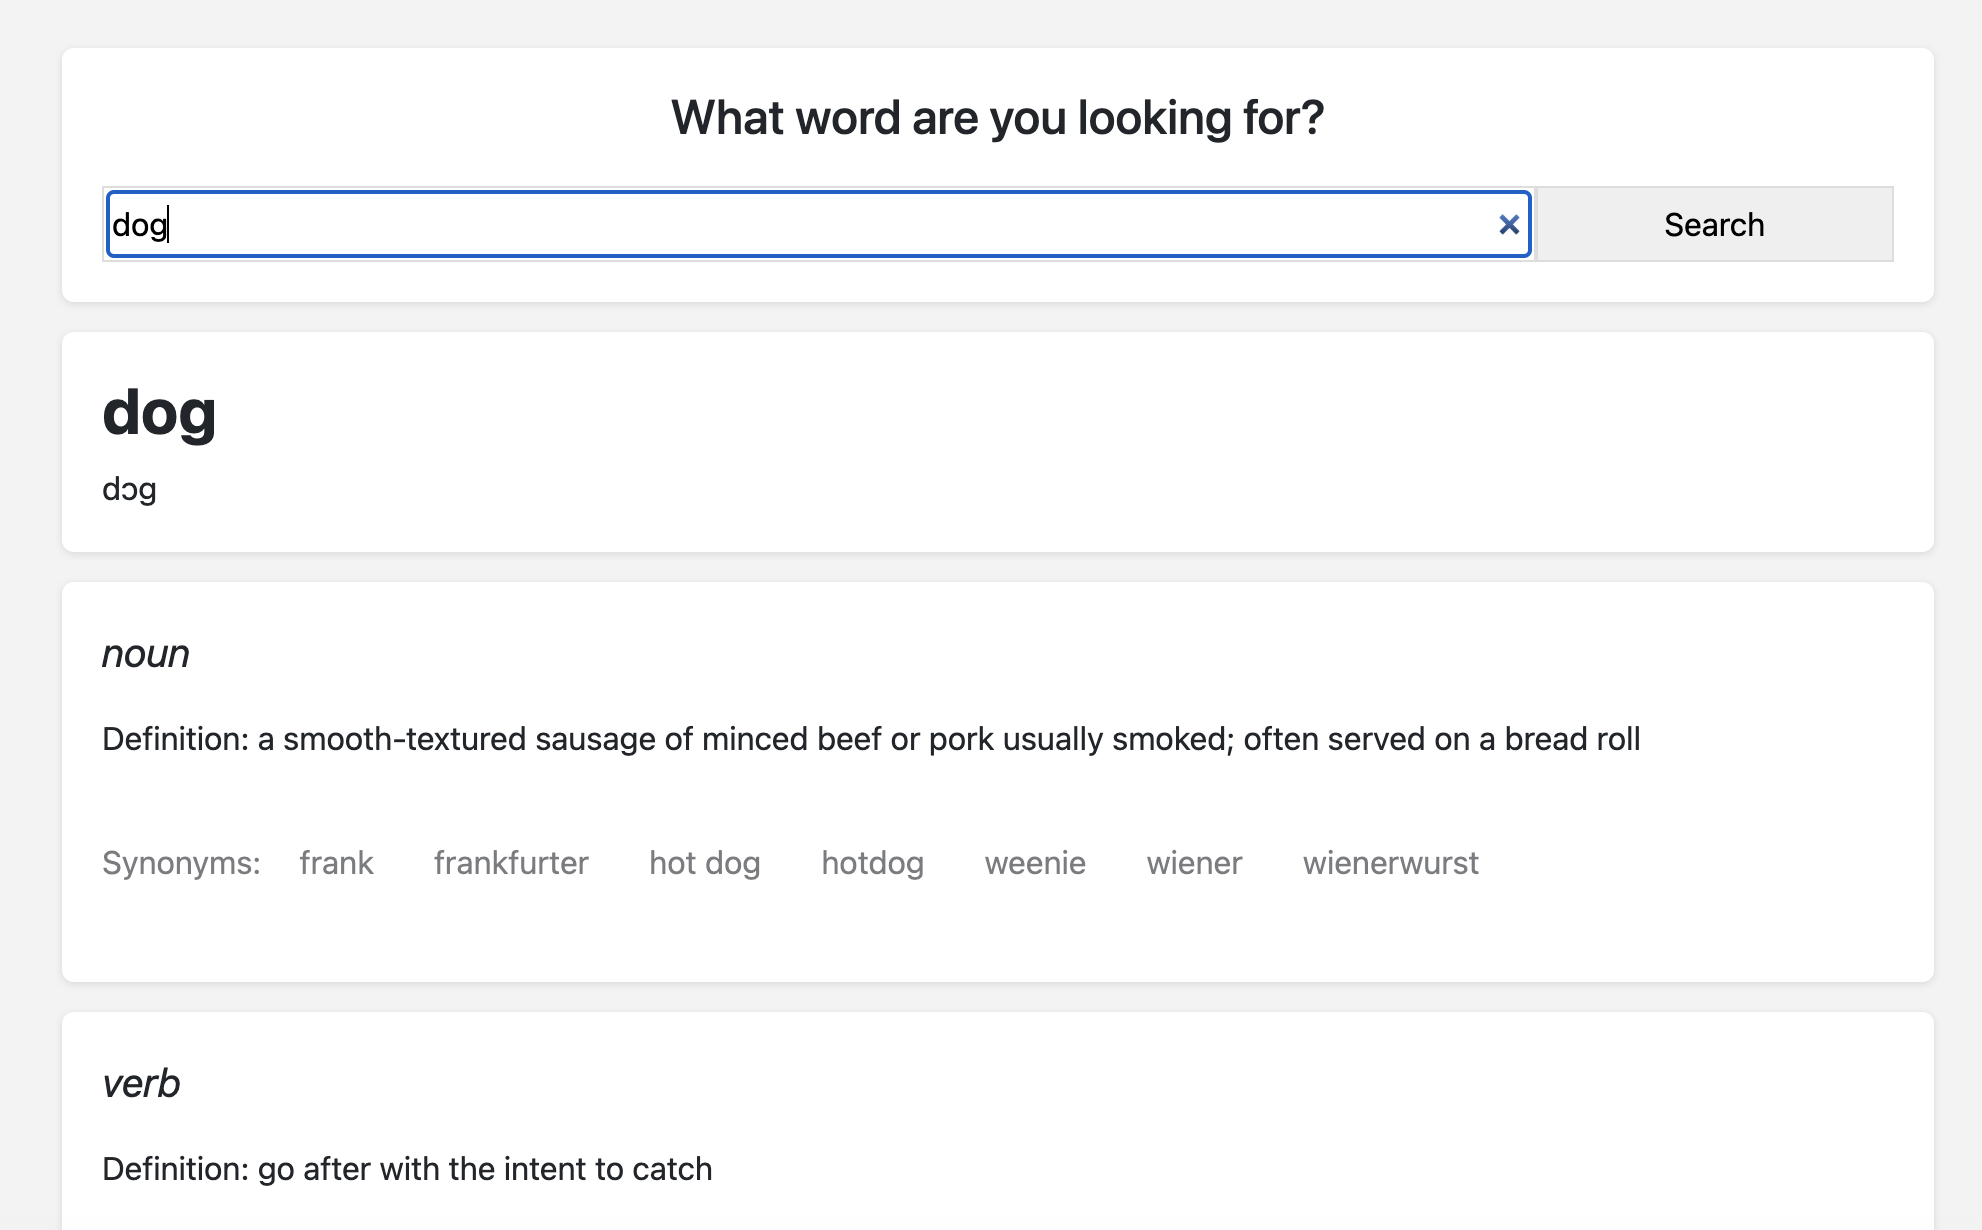 What word are you looking for?
dog
Search
dog
dɔg
noun
Definition: a smooth-textured sausage of minced beef or pork usually smoked; often served on a bread roll
Synonyms: frank frankfurter hot dog hotdog weenie wiener wienerwurst
verb
Definition: go after with the intent to catch